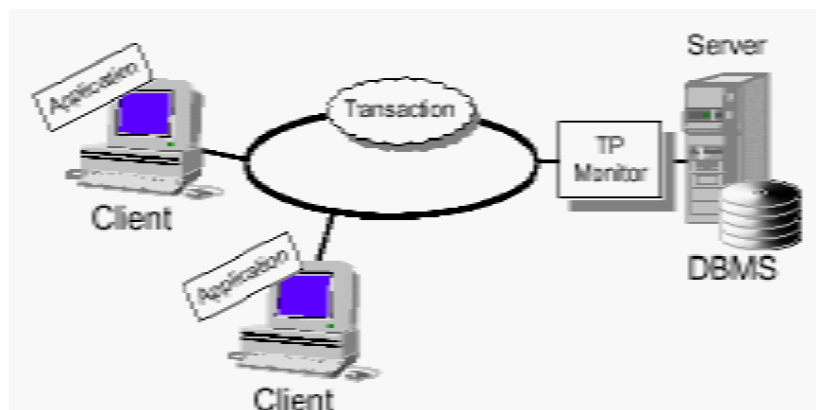 Server
Application
Transaction
TP
Monitor
Client
DBMS
Application
Client